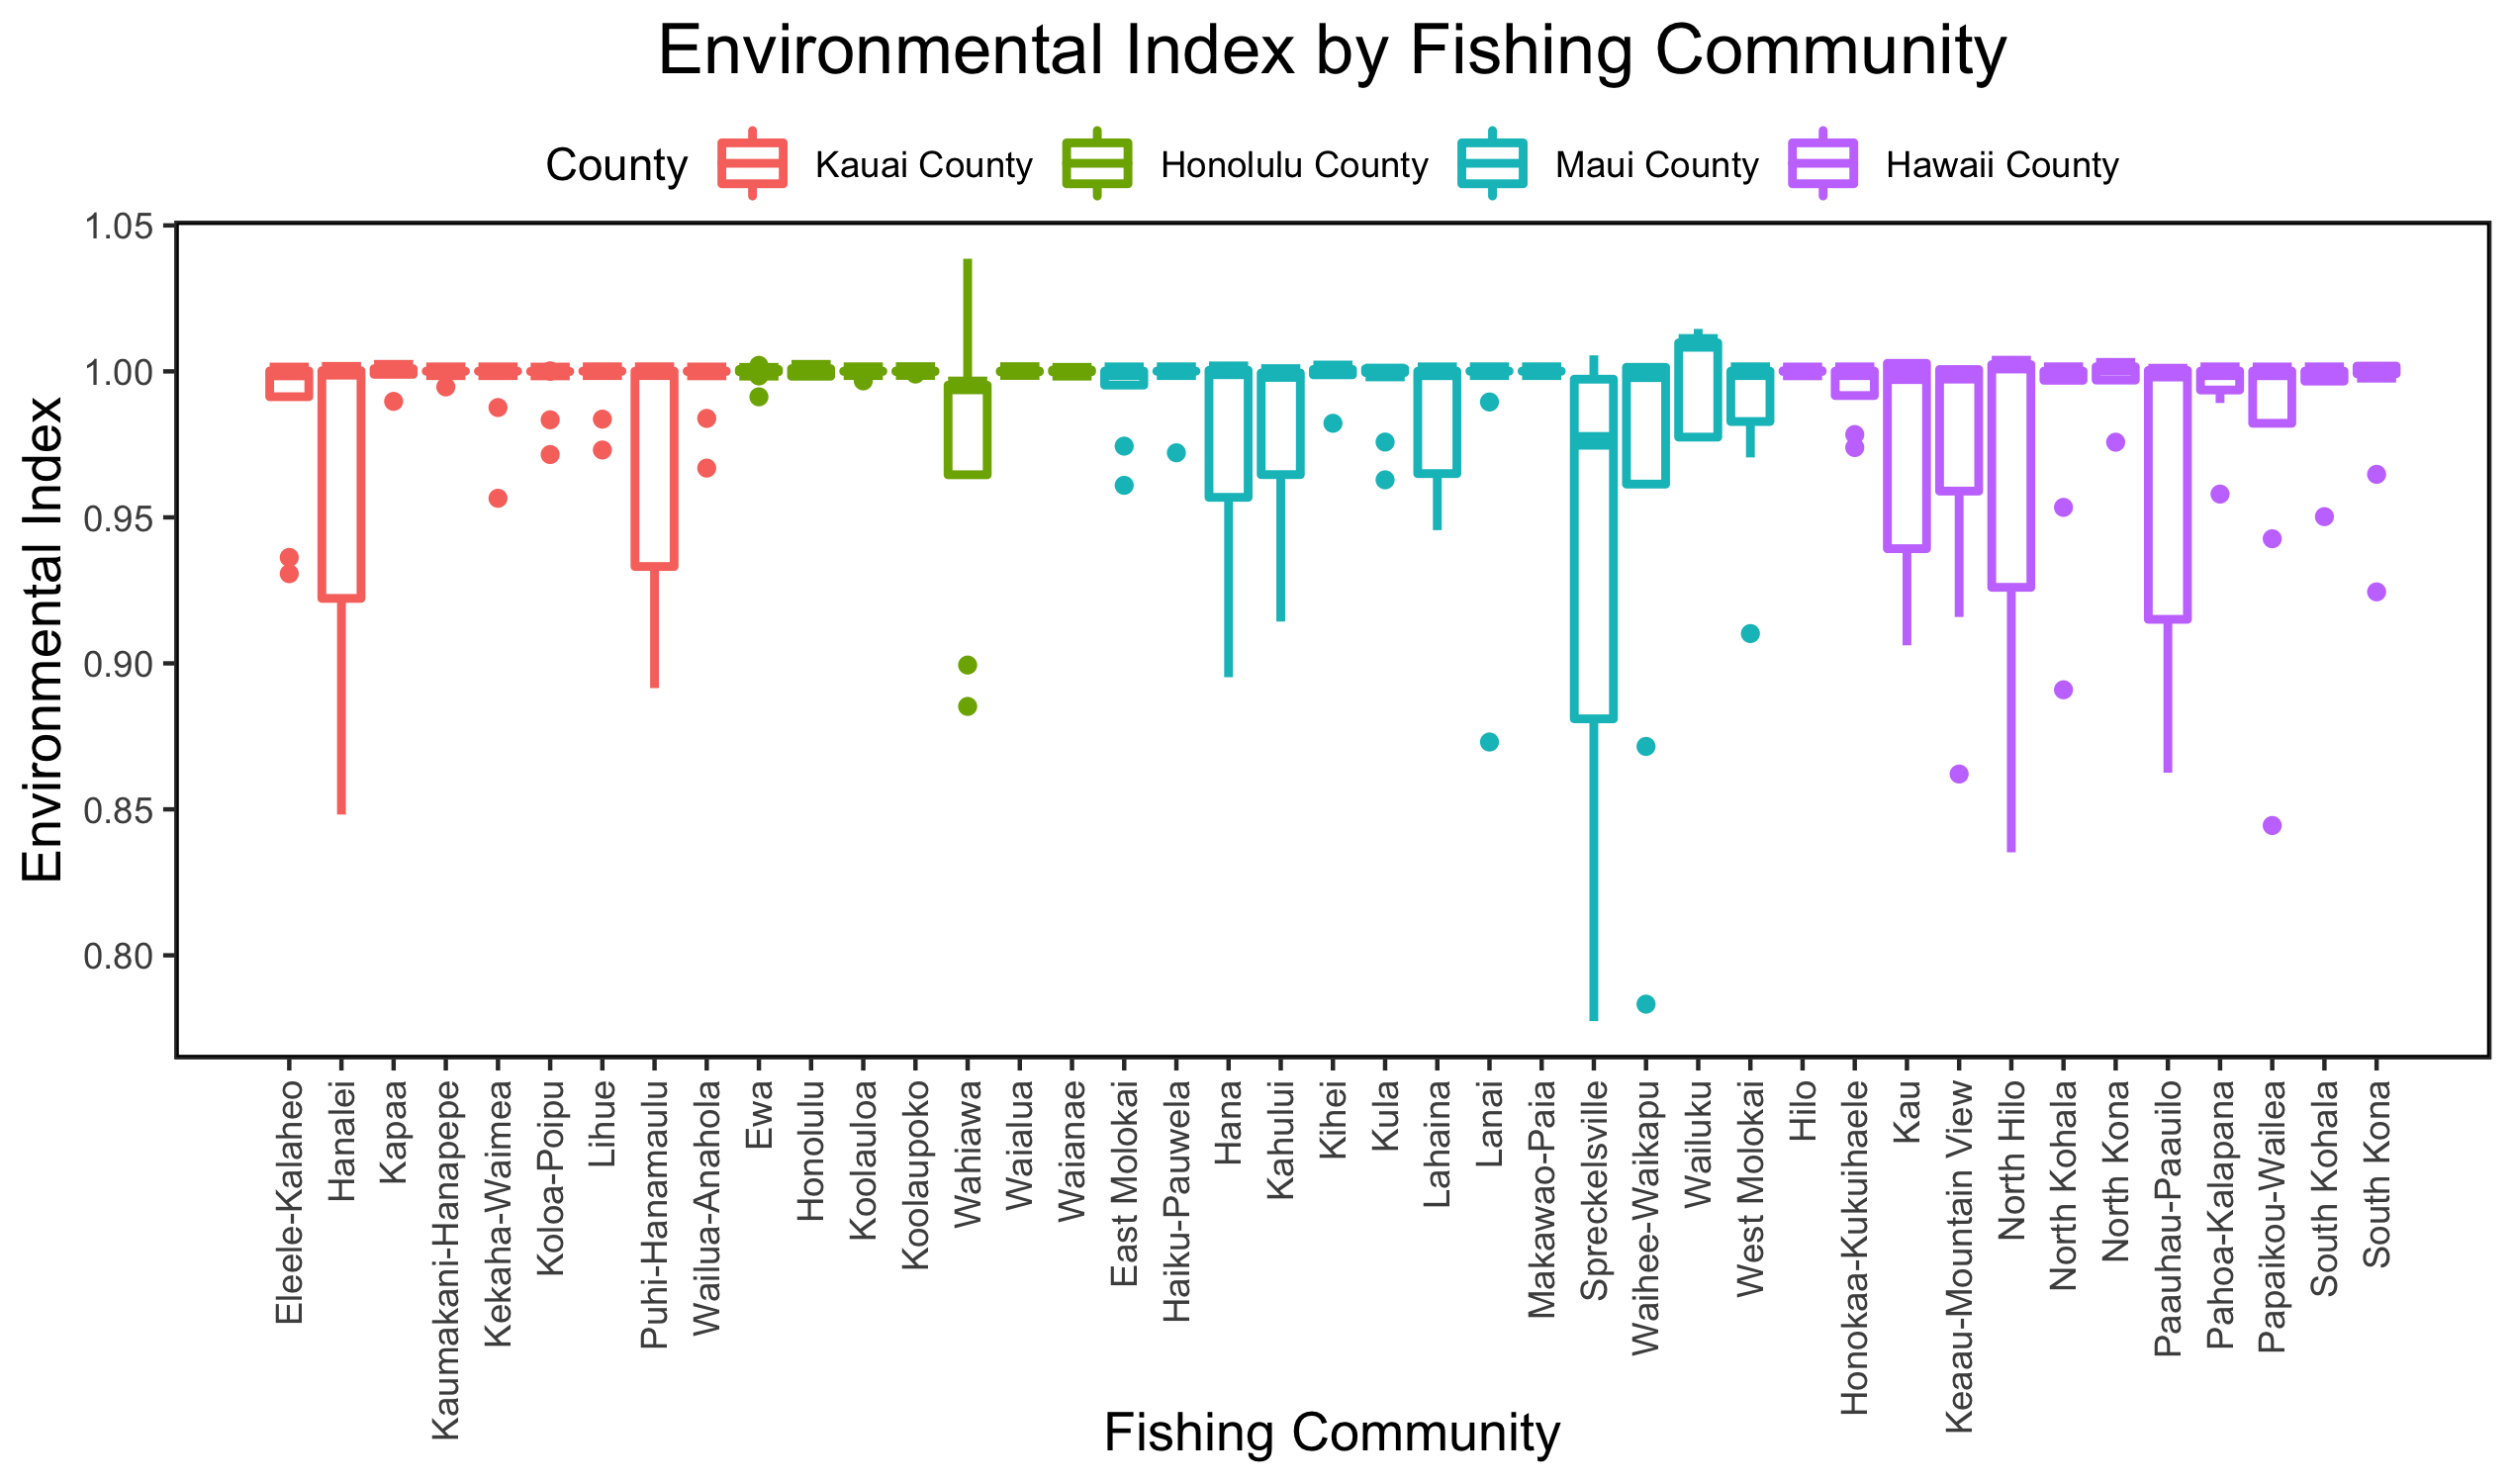 Environmental Index by Fishing Community
County Kauai County Honolulu County Maui County Hawaii County
Environmental Index
1.05
1.00
0.95
0.90
0.85
0.80
Eleele-Kalaheo
Hanalei
Kapaa
Kaumakani-Hanapepe
Kekaha-Waimea
Koloa-Poipu
Lihue
Puhi-Hanamaulu
Wailua-Anahola
Ewa
Honolulu
Koolauloa
Koolaupoko
Wahiawa
Waialua
Waianae
East Molokai
Haiku-Pauwela
Hana
Kahului
Kihei
Kula
Lahaina
Lanai
Makawao-Paia
Spreckelsville
Waihee-Waikapu
Wailuku
West Molokai
Hilo
Honokaa-Kukuihaele
Kau
Keaau-Mountain View
North Hilo
North Kohala
North Kona
Paauhau-Paauilo
Pahoa-Kalapana
Papaikou-Wailea
South Kohala
South Kona
Fishing Community